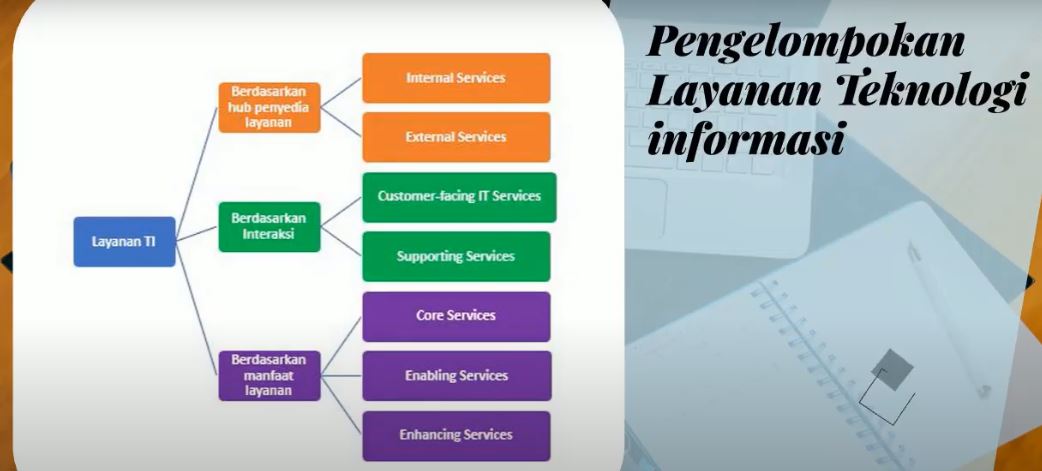 Pengelompokan
Layanan Teknologi
informasi
Layanan TI
Berdasarkan
hub penyedia
layanan
Internal Services
External Services
Berdasarkan
Interaksi
Customer-facing IT Services
Supporting Services
Berdasarkan
manfaat
layanan
Core Services
Enabling Services
Enhancing Services